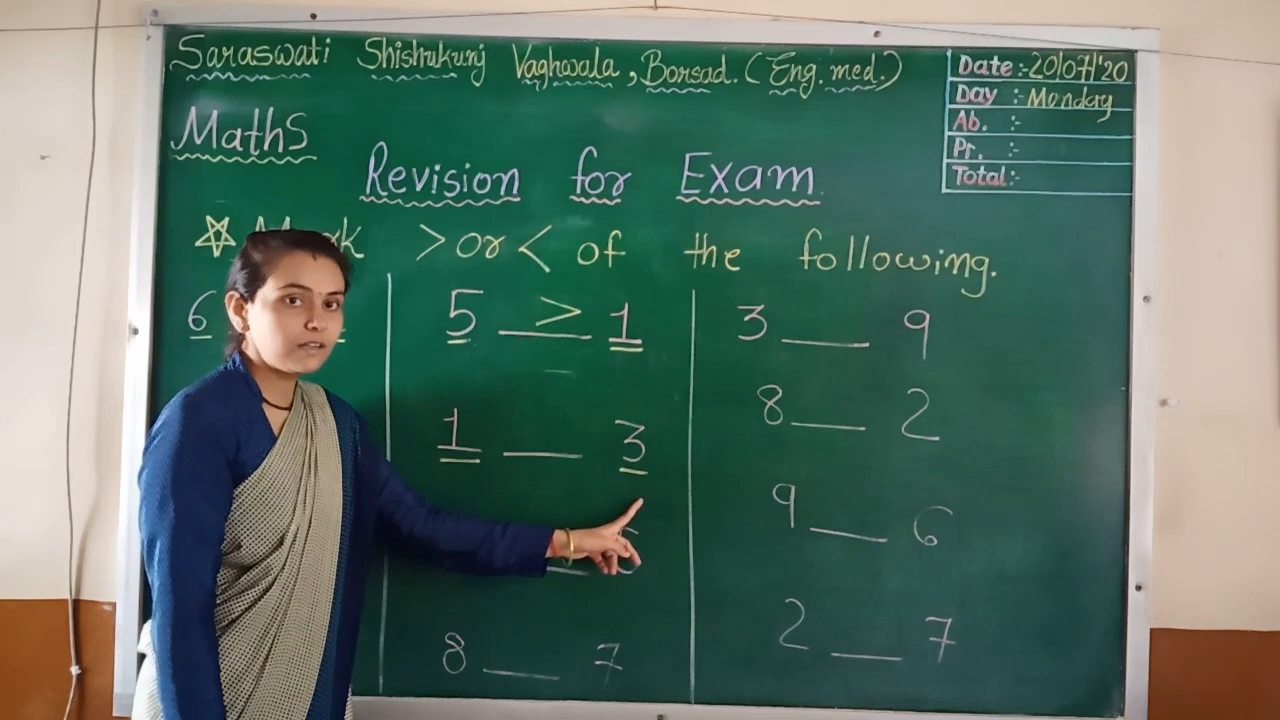 Saraswati Shishukunj Vaghwala, Borsad. (Eng. med.)
Date :- 20/07/'20
Day :- Monday
Ab. :-
Pr. :-
Total:-
Maths
Revision for Exam
> or < of the following.
6
5 > 1
1 __ 3
8 __ 7
3 __ 9
8 __ 2
9 __ 6
2 __ 7